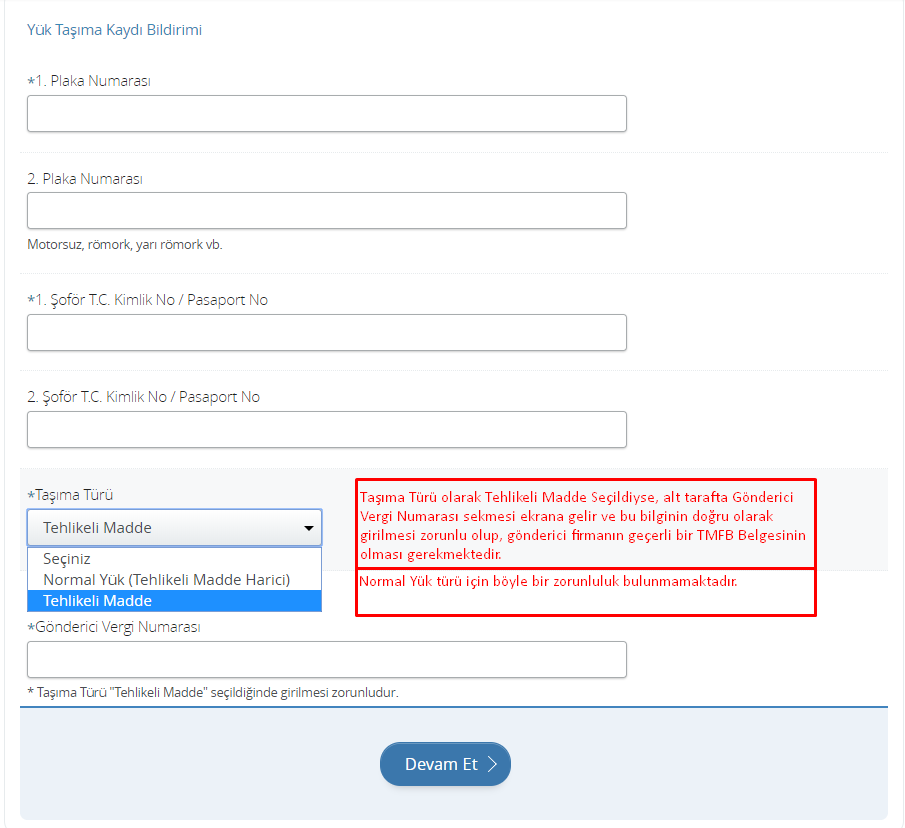 Yük Taşıma Kaydı Bildirimi
*1. Plaka Numarası
2. Plaka Numarası
Motorsuz, römork, yarı römork vb.
*1. Şoför T.C. Kimlik No / Pasaport No
2. Şoför T.C. Kimlik No / Pasaport No
*Taşıma Türü
Tehlikeli Madde
Seçiniz
Normal Yük (Tehlikeli Madde Harici)
Tehlikeli Madde
Taşıma Türü olarak Tehlikeli Madde Seçildiyse, alt tarafta Gönderici
Vergi Numarası sekmesi ekrana gelir ve bu bilginin doğru olarak
girilmesi zorunlu olup, gönderici firmanın geçerli bir TMFB Belgesinin
olması gerekmektedir.
Normal Yük türü için böyle bir zorunluluk bulunmamaktadır.
*Gönderici Vergi Numarası
* Taşıma Türü "Tehlikeli Madde" seçildiğinde girilmesi zorunludur.
Devam Et